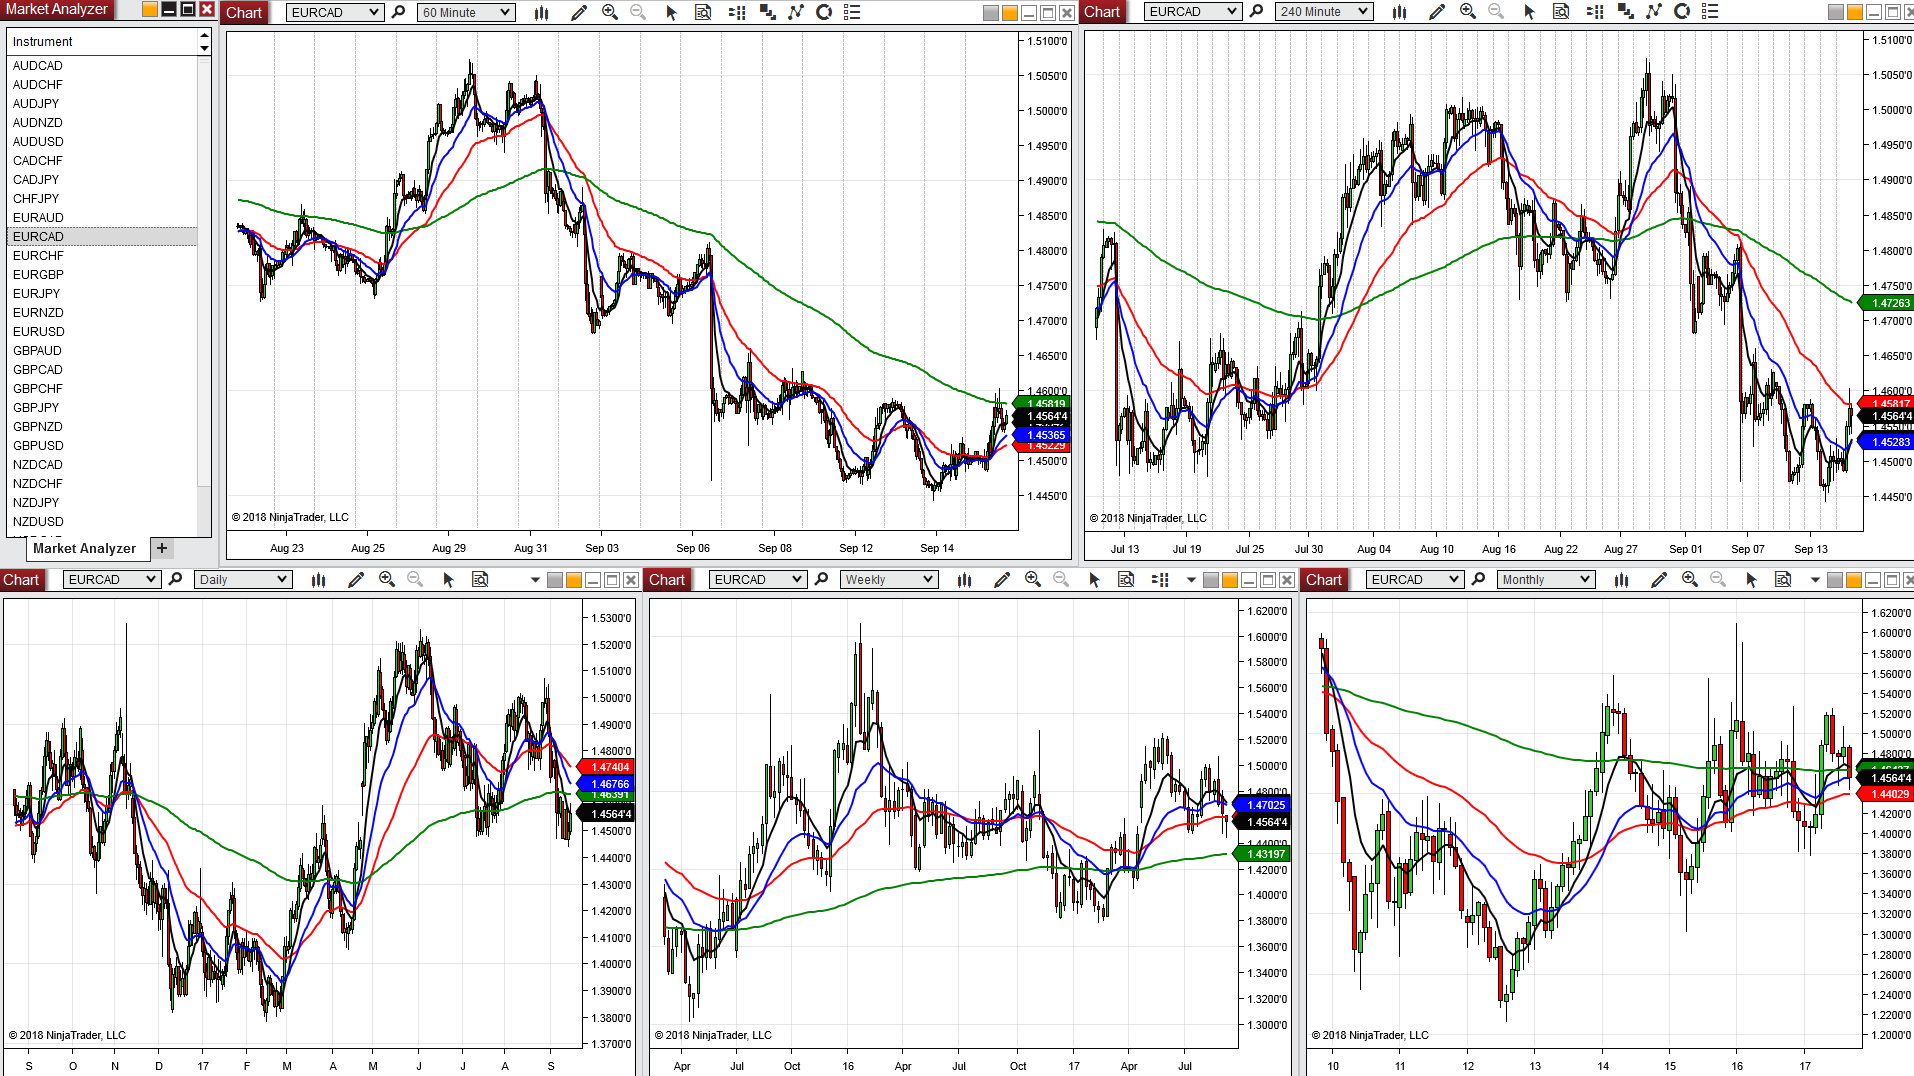 Market Analyzer
Instrument
AUDCAD
AUDCHF
AUDJPY
AUDNZD
AUDUSD
CADCHF
CADJPY
CHFJPY
EURAUD
EURCAD
EURCHF
EURGBP
EURJPY
EURNZD
EURUSD
GBPAUD
GBPCAD
GBPCHF
GBPJPY
GBPNZD
GBPUSD
NZDCAD
NZDCHF
NZDJPY
NZDUSD
Market Analyzer +
Chart EURCAD 60 Minute
1.5100'0
1.5050'0
1.5000'0
1.4950'0
1.4900'0
1.4850'0
1.4800'0
1.4750'0
1.4700'0
1.4650'0
1.4600'0
1.45819
1.4564'4
1.45365
1.45229
1.4500'0
1.4450'0
© 2018 NinjaTrader, LLC
Aug 23 Aug 25 Aug 29 Aug 31 Sep 03 Sep 06 Sep 08 Sep 12 Sep 14
Chart EURCAD 240 Minute
1.5100'0
1.5050'0
1.5000'0
1.4950'0
1.4900'0
1.4850'0
1.4800'0
1.4750'0
1.47263
1.4700'0
1.4650'0
1.4600'0
1.45817
1.4564'4
1.45283
1.4500'0
1.4450'0
© 2018 NinjaTrader, LLC
Jul 13 Jul 19 Jul 25 Jul 30 Aug 04 Aug 10 Aug 16 Aug 22 Aug 27 Sep 01 Sep 07 Sep 13
Chart EURCAD Daily
1.5300'0
1.5200'0
1.5100'0
1.5000'0
1.4900'0
1.4800'0
1.47404
1.46766
1.46391
1.4564'4
1.4500'0
1.4400'0
1.4300'0
1.4200'0
1.4100'0
1.4000'0
1.3900'0
1.3800'0
1.3700'0
© 2018 NinjaTrader, LLC
S O N D 17 F M A M J J A S
Chart EURCAD Weekly
1.6200'0
1.6000'0
1.5800'0
1.5600'0
1.5400'0
1.5200'0
1.5000'0
1.4800'0
1.47025
1.4564'4
1.4400'0
1.43197
1.4200'0
1.4000'0
1.3800'0
1.3600'0
1.3400'0
1.3200'0
1.3000'0
© 2018 NinjaTrader, LLC
Apr Jul Oct 16 Apr Jul Oct 17 Apr Jul
Chart EURCAD Monthly
1.6200'0
1.6000'0
1.5800'0
1.5600'0
1.5400'0
1.5200'0
1.5000'0
1.4800'0
1.4564'4
1.44029
1.4200'0
1.4000'0
1.3800'0
1.3600'0
1.3400'0
1.3200'0
1.3000'0
1.2800'0
1.2600'0
1.2400'0
1.2200'0
1.2000'0
© 2018 NinjaTrader, LLC
10 11 12 13 14 15 16 17